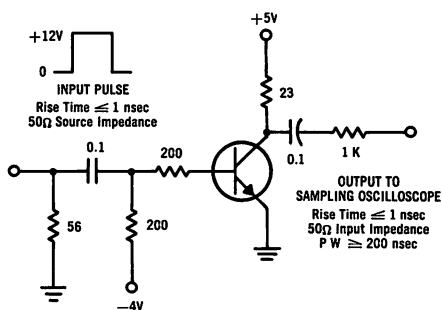 +5V
+12V
0
INPUT PULSE
Rise Time ≤ 1 nsec
50Ω Source Impedance
23
0.1
200
0.1
1 K
OUTPUT TO
SAMPLING OSCILLOSCOPE
Rise Time ≤ 1 nsec
50Ω Input Impedance
P W ≥ 200 nsec
56
200
−4V